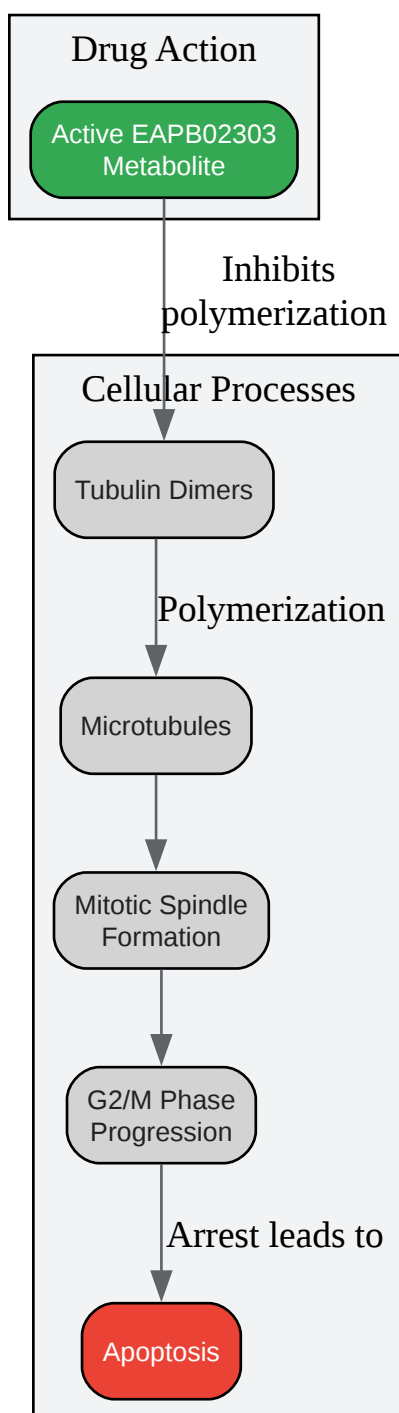 Drug Action
Active EAPB02303
Metabolite
Inhibits
polymerization
Cellular Processes
Tubulin Dimers
Polymerization
Microtubules
Mitotic Spindle
Formation
G2/M Phase
Progression
Arrest leads to
Apoptosis